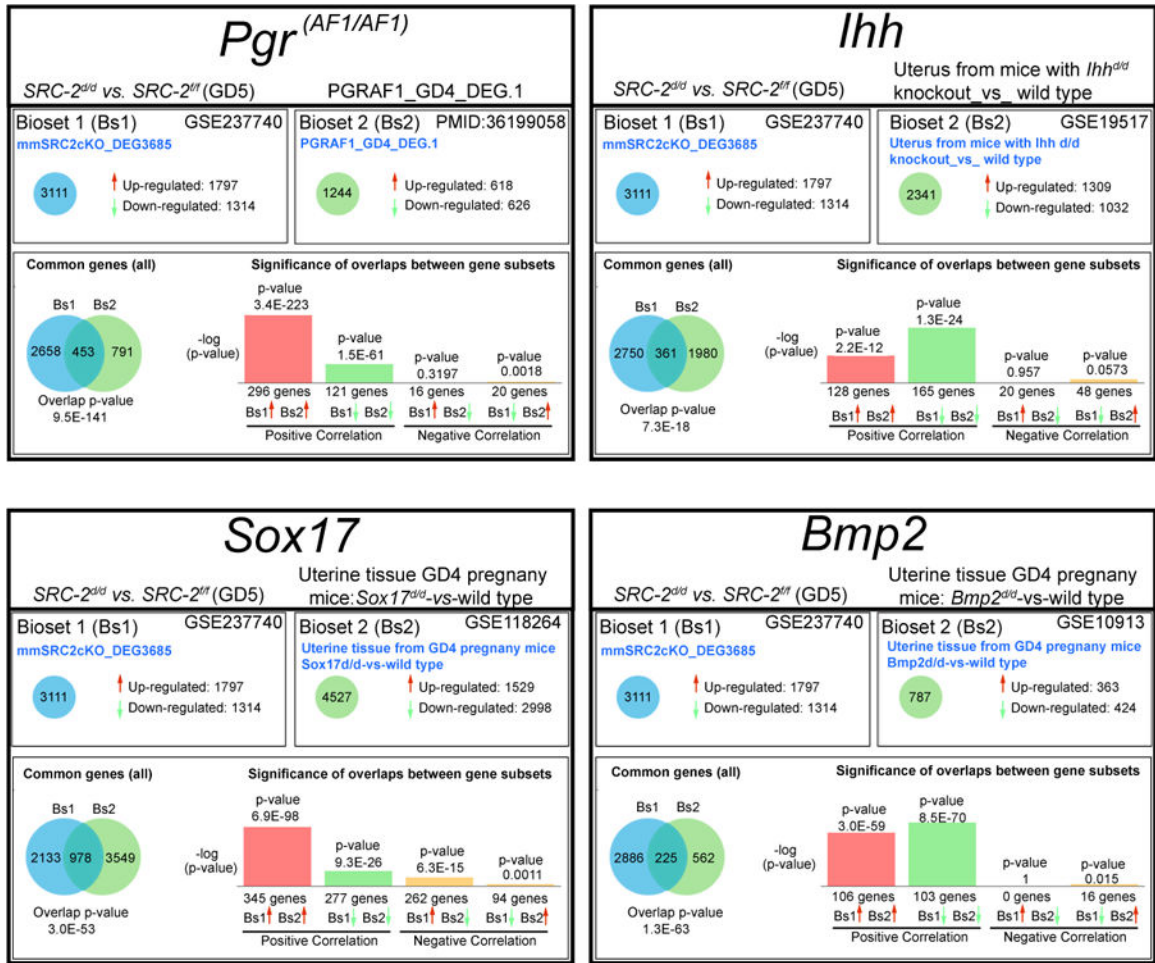 Pgr (AF1/AF1)
SRC-2d/d vs. SRC-2f/f (GD5)
PGRAF1_GD4_DEG.1
Bioset 1 (Bs1) GSE237740
mmSRC2cKO_DEG3685
3111
Up-regulated: 1797
Down-regulated: 1314
Bioset 2 (Bs2) PMID:36199058
PGRAF1_GD4_DEG.1
1244
Up-regulated: 618
Down-regulated: 626
Common genes (all)
Bs1 Bs2
2658 453 791
Overlap p-value
9.5E-141
Significance of overlaps between gene subsets
-log
(p-value)
p-value
3.4E-223
p-value
1.5E-61
p-value
0.3197
p-value
0.0018
296 genes 121 genes 16 genes 20 genes
Bs1 Bs2 Bs1 Bs2 Bs1 Bs2 Bs1 Bs2
Positive Correlation Negative Correlation
Ihh
SRC-2d/d vs. SRC-2f/f (GD5)
Uterus from mice with Ihhd/d
knockout_vs_ wild type
Bioset 1 (Bs1) GSE237740
mmSRC2cKO_DEG3685
3111
Up-regulated: 1797
Down-regulated: 1314
Bioset 2 (Bs2) GSE19517
Uterus from mice with Ihh d/d
knockout_vs_ wild type
2341
Up-regulated: 1309
Down-regulated: 1032
Common genes (all)
Bs1 Bs2
2750 361 1980
Overlap p-value
7.3E-18
Significance of overlaps between gene subsets
-log
(p-value)
p-value
2.2E-12
p-value
1.3E-24
p-value
0.957
p-value
0.0573
128 genes 165 genes 20 genes 48 genes
Bs1 Bs2 Bs1 Bs2 Bs1 Bs2 Bs1 Bs2
Positive Correlation Negative Correlation
Sox17
SRC-2d/d vs. SRC-2f/f (GD5)
Uterine tissue GD4 pregnany
mice:Sox17d/d-vs-wild type
Bioset 1 (Bs1) GSE237740
mmSRC2cKO_DEG3685
3111
Up-regulated: 1797
Down-regulated: 1314
Bioset 2 (Bs2) GSE118264
Uterine tissue from GD4 pregnany mice
Sox17d/d-vs-wild type
4527
Up-regulated: 1529
Down-regulated: 2998
Common genes (all)
Bs1 Bs2
2133 978 3549
Overlap p-value
3.0E-53
Significance of overlaps between gene subsets
-log
(p-value)
p-value
6.9E-98
p-value
9.3E-26
p-value
6.3E-15
p-value
0.0011
345 genes 277 genes 262 genes 94 genes
Bs1 Bs2 Bs1 Bs2 Bs1 Bs2 Bs1 Bs2
Positive Correlation Negative Correlation
Bmp2
SRC-2d/d vs. SRC-2f/f (GD5)
Uterine tissue GD4 pregnany
mice: Bmp2d/d-vs-wild type
Bioset 1 (Bs1) GSE237740
mmSRC2cKO_DEG3685
3111
Up-regulated: 1797
Down-regulated: 1314
Bioset 2 (Bs2) GSE10913
Uterine tissue from GD4 pregnany mice
Bmp2d/d-vs-wild type
787
Up-regulated: 363
Down-regulated: 424
Common genes (all)
Bs1 Bs2
2886 225 562
Overlap p-value
1.3E-63
Significance of overlaps between gene subsets
-log
(p-value)
p-value
3.0E-59
p-value
8.5E-70
p-value
1
p-value
0.015
106 genes 103 genes 0 genes 16 genes
Bs1 Bs2 Bs1 Bs2 Bs1 Bs2 Bs1 Bs2
Positive Correlation Negative Correlation